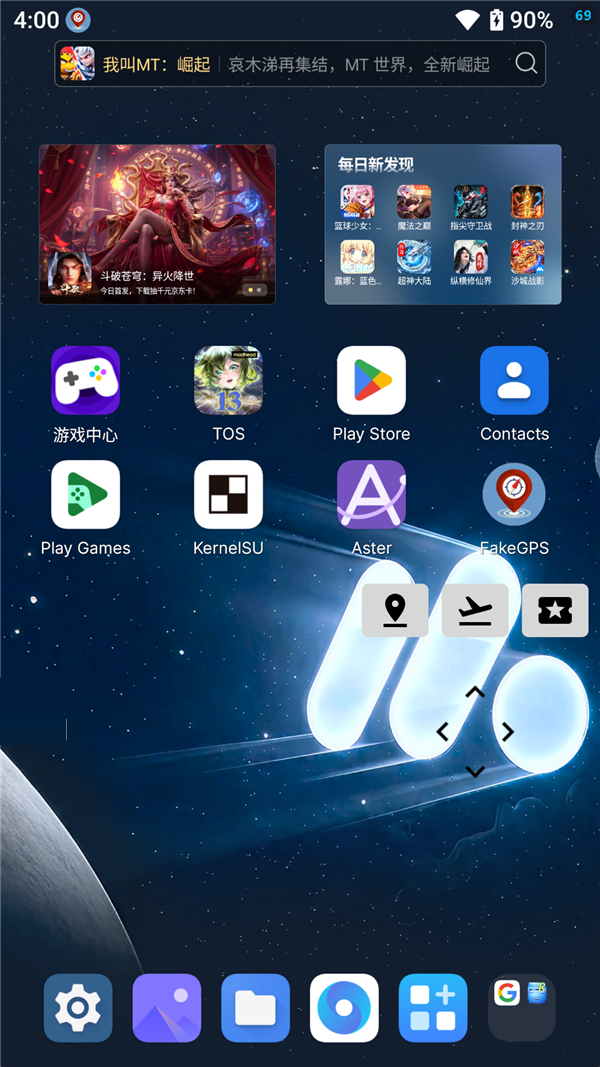 4:00
90%
69
我叫MT：崛起
哀木涕再集结，MT 世界，全新崛起
斗破苍穹：异火降世
今日首发，下载抽千元京东卡！
每日新发现
篮球少女：...
魔法之巅
指尖守卫战
封神之刃
露娜：蓝色...
超神大陆
纵横修仙界
沙城战影
madhead
13
游戏中心
TOS
Play Store
Contacts
Play Games
KernelSU
Aster
FakeGPS